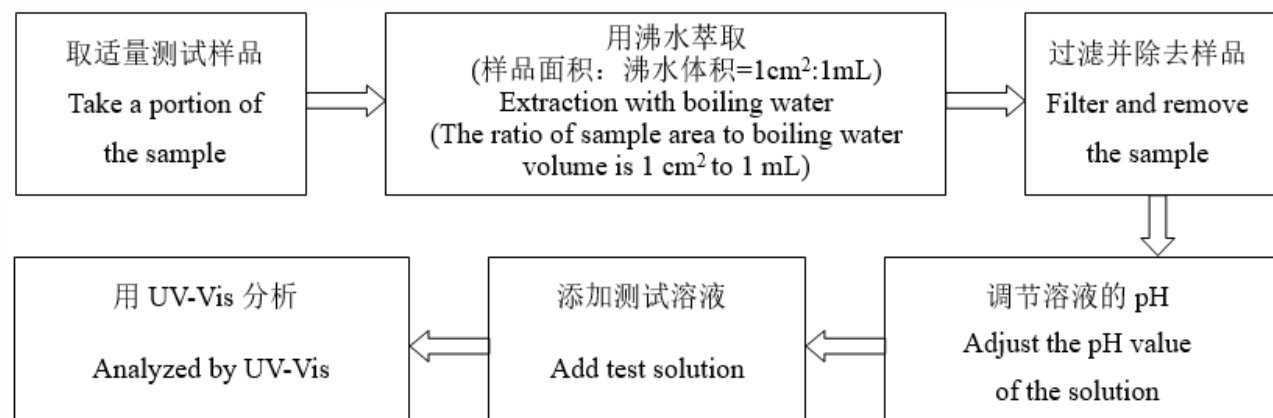 取适量测试样品
Take a portion of
the sample
用沸水萃取
(样品面积：沸水体积=1cm²:1mL)
Extraction with boiling water
(The ratio of sample area to boiling water
volume is 1 cm² to 1 mL)
过滤并除去样品
Filter and remove
the sample
调节溶液的 pH
Adjust the pH value
of the solution
添加测试溶液
Add test solution
用 UV-Vis 分析
Analyzed by UV-Vis